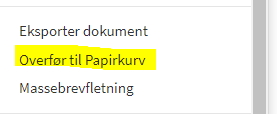 Eksporter dokument
Overfør til Papirkurv
Massebrevfletning